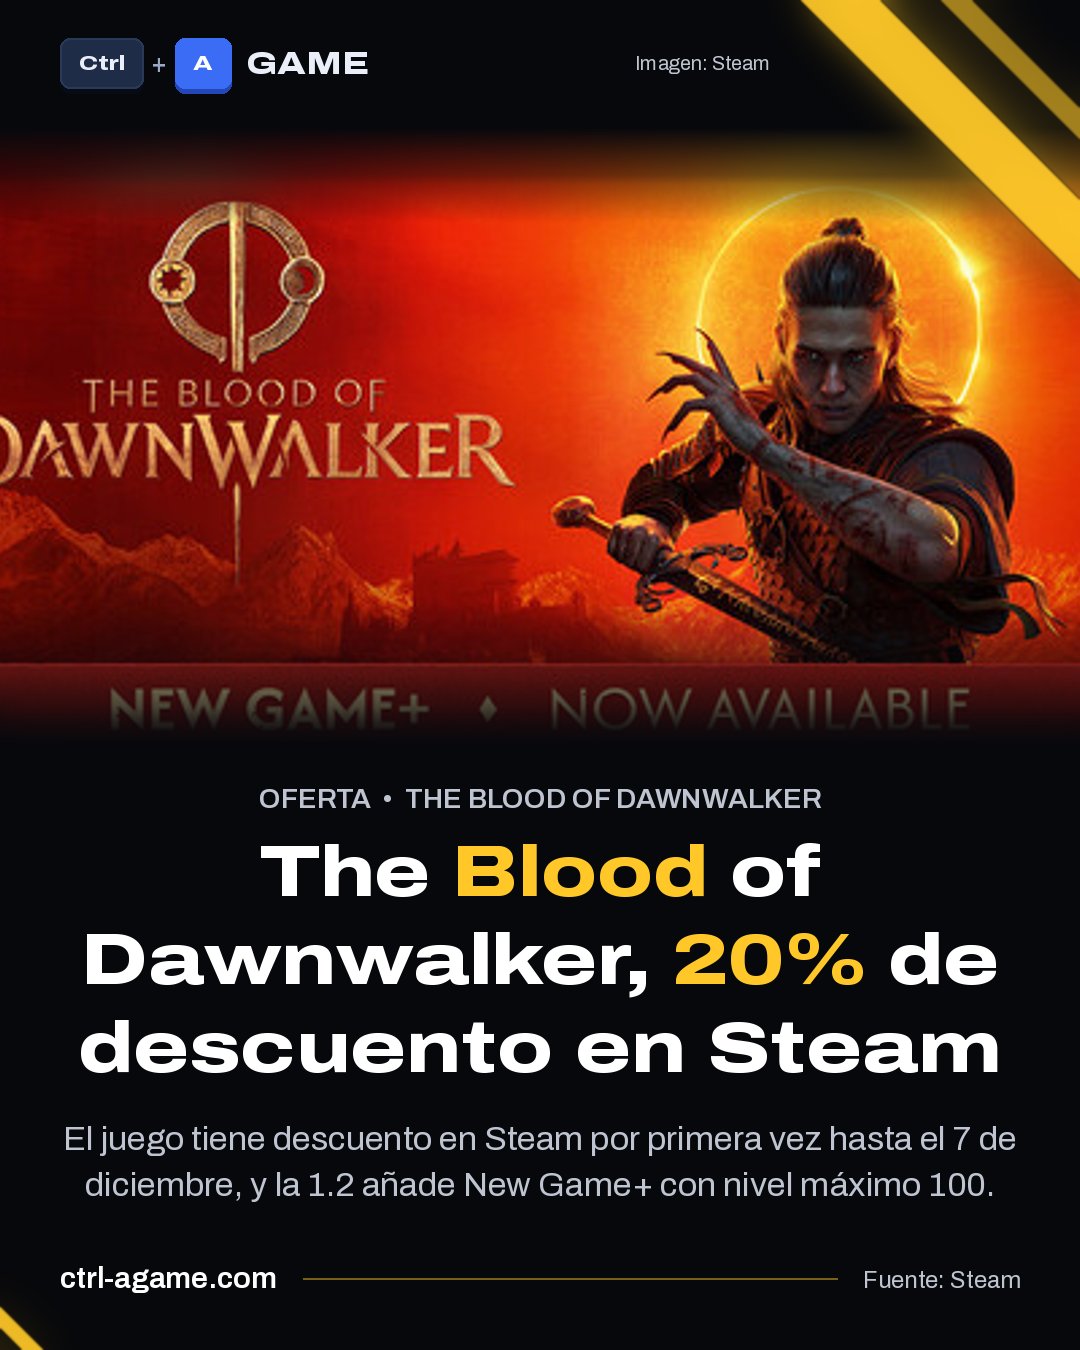 Ctrl + A GAME
Imagen: Steam
THE BLOOD OF
DAWNWALKER
NEW GAME+ ♦ NOW AVAILABLE
OFERTA • THE BLOOD OF DAWNWALKER
The Blood of
Dawnwalker, 20% de
descuento en Steam
El juego tiene descuento en Steam por primera vez hasta el 7 de
diciembre, y la 1.2 añade New Game+ con nivel máximo 100.
ctrl-agame.com
Fuente: Steam